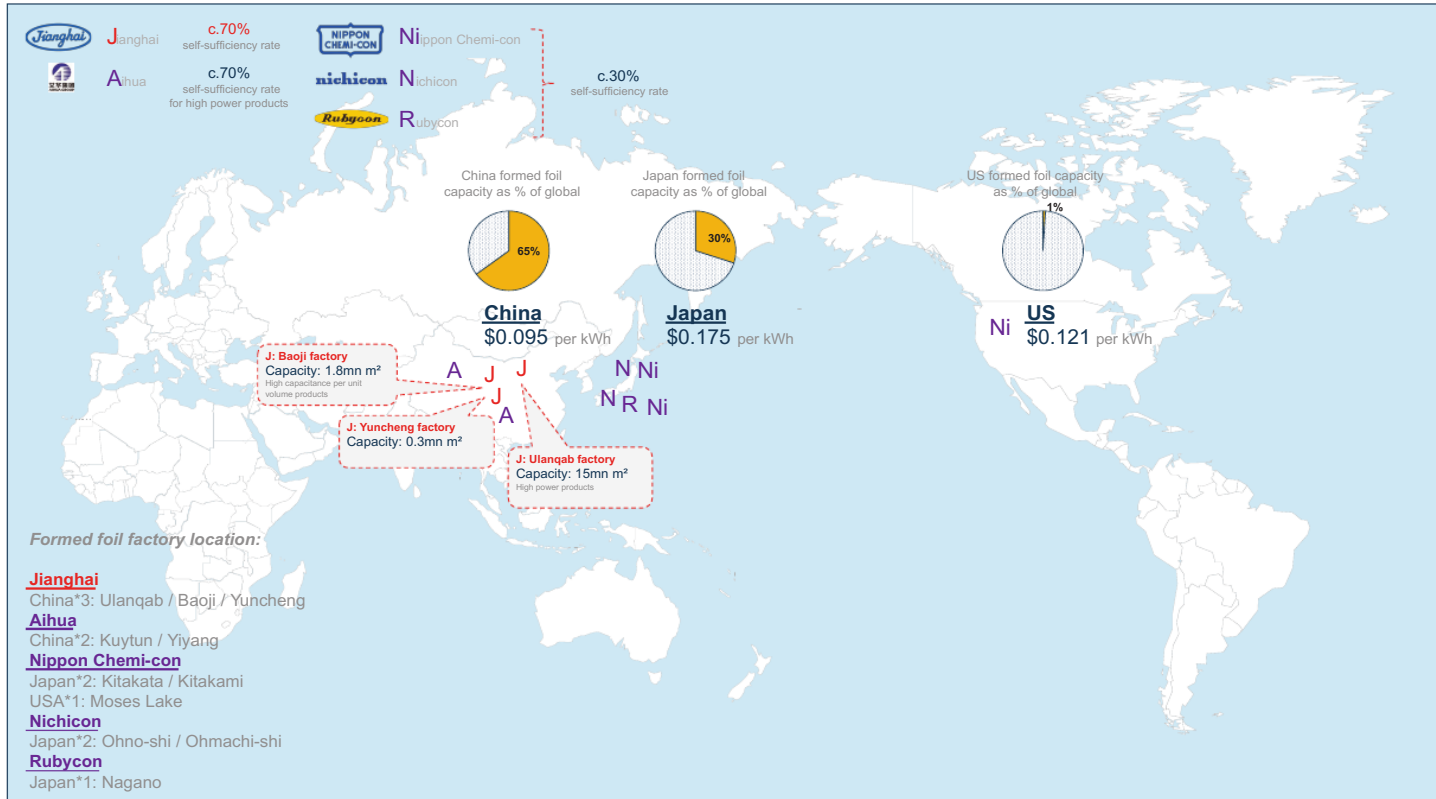 Jianghai
Jianghai
c.70%
self-sufficiency rate
Aihua
c.70%
self-sufficiency rate
for high power products
NIPPON
CHEMI-CON
Nippon Chemi-con
nichicon
Nichicon
Rubycon
Rubycon
c.30%
self-sufficiency rate
China formed foil
capacity as % of global
65%
China
$0.095 per kWh
Japan formed foil
capacity as % of global
30%
Japan
$0.175 per kWh
US formed foil capacity
as % of global
1%
US
$0.121 per kWh
Ni
A
J
J
J
A
N Ni
N R Ni
J: Baoji factory
Capacity: 1.8mn m²
High capacitance per unit
volume products
J: Yuncheng factory
Capacity: 0.3mn m²
J: Ulanqab factory
Capacity: 15mn m²
High power products
Formed foil factory location:
Jianghai
China*3: Ulanqab / Baoji / Yuncheng
Aihua
China*2: Kuytun / Yiyang
Nippon Chemi-con
Japan*2: Kitakata / Kitakami
USA*1: Moses Lake
Nichicon
Japan*2: Ohno-shi / Ohmachi-shi
Rubycon
Japan*1: Nagano